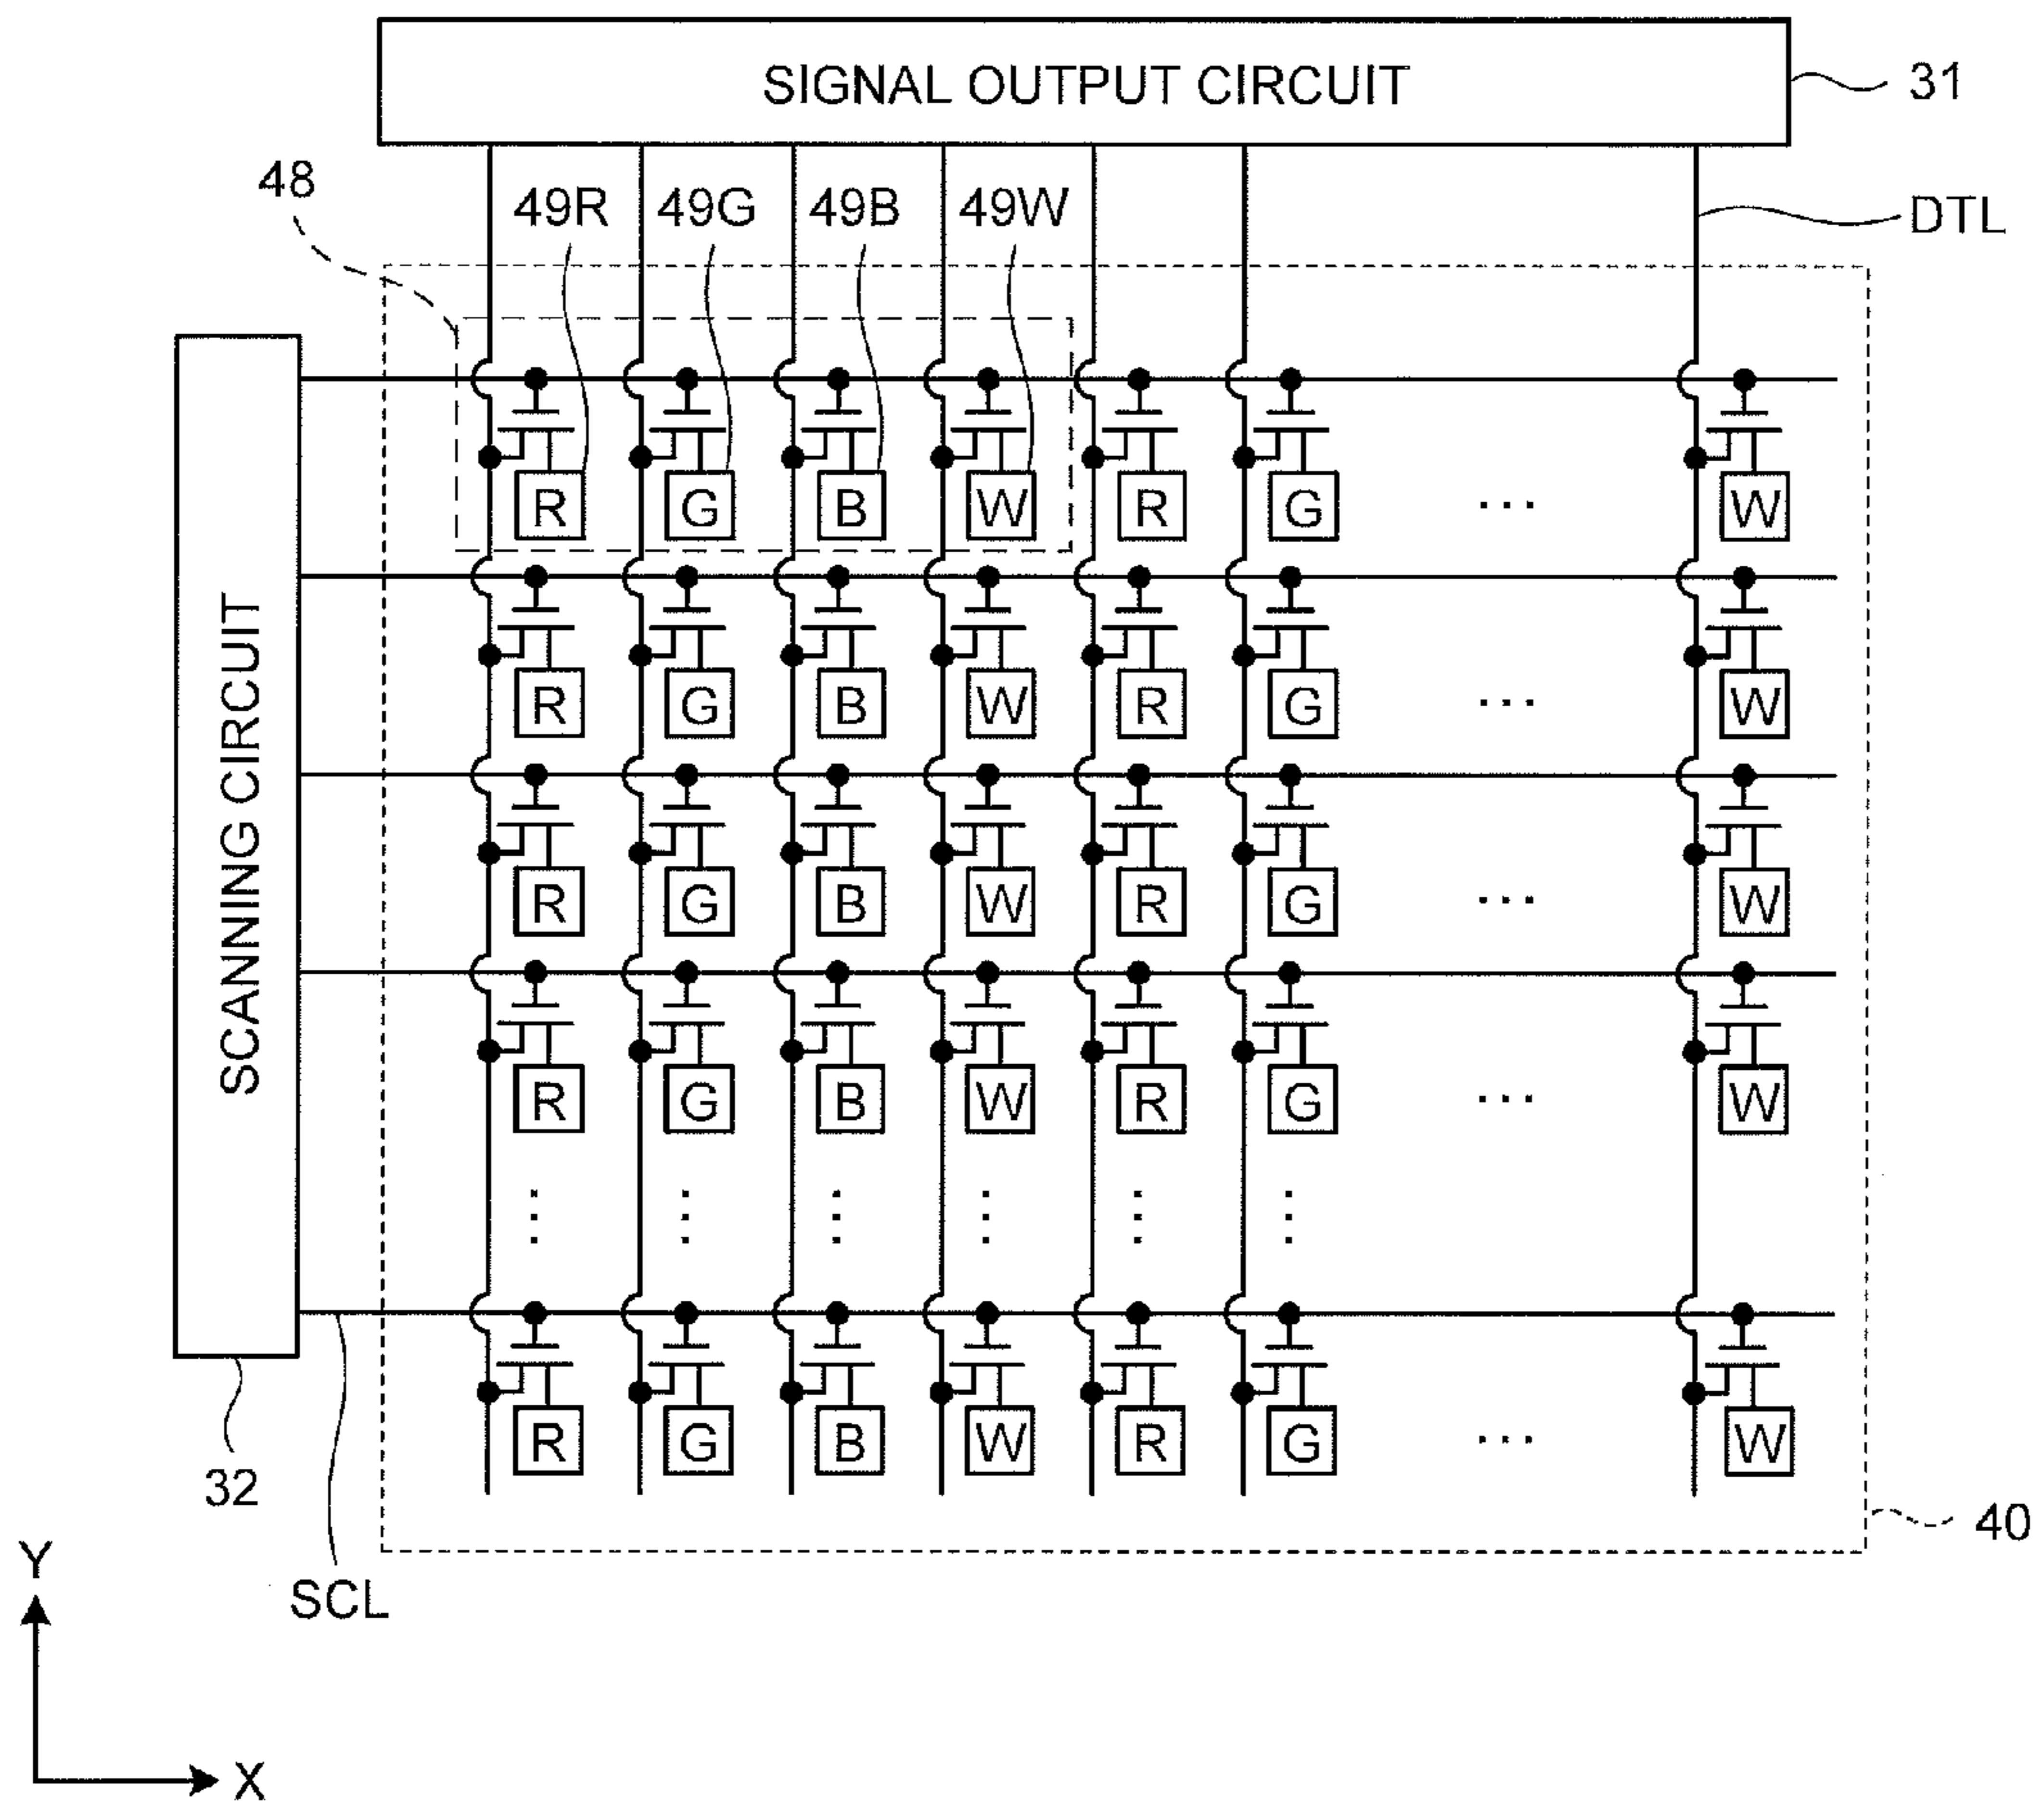 SIGNAL OUTPUT CIRCUIT
31
48
49R 49G 49B 49W
DTL
SCANNING CIRCUIT
R G B W R G ... W
R G B W R G ... W
R G B W R G ... W
R G B W R G ... W
R G B W R G ... W
32
40
SCL
Y
X